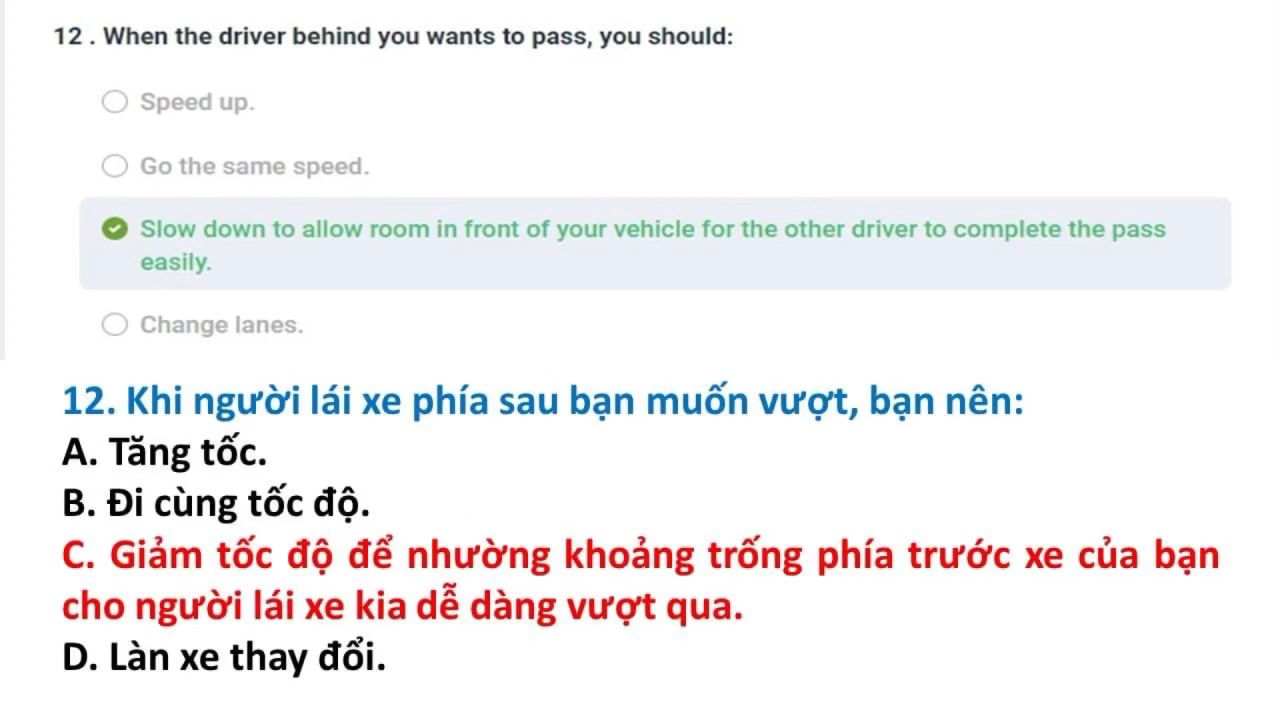 12 . When the driver behind you wants to pass, you should:
Speed up.
Go the same speed.
Slow down to allow room in front of your vehicle for the other driver to complete the pass
easily.
Change lanes.
12. Khi người lái xe phía sau bạn muốn vượt, bạn nên:
A. Tăng tốc.
B. Đi cùng tốc độ.
C. Giảm tốc độ để nhường khoảng trống phía trước xe của bạn
cho người lái xe kia dễ dàng vượt qua.
D. Làn xe thay đổi.